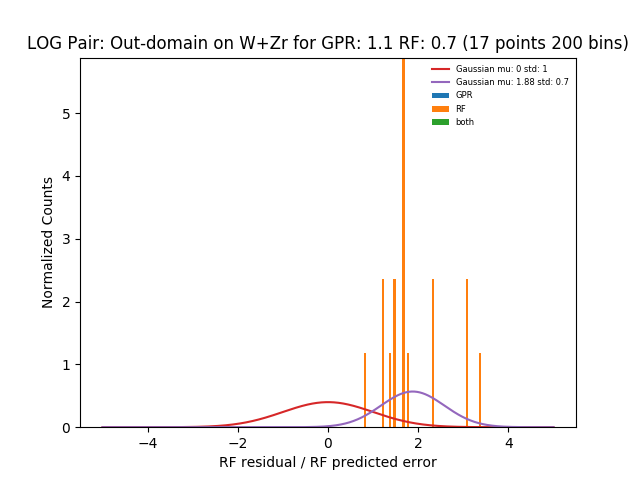 LOG Pair: Out-domain on W+Zr for GPR: 1.1 RF: 0.7 (17 points 200 bins)
Gaussian mu: 0 std: 1
Gaussian mu: 1.88 std: 0.7
GPR
RF
both
Normalized Counts
5
4
3
2
1
0
−4
−2
0
2
4
RF residual / RF predicted error